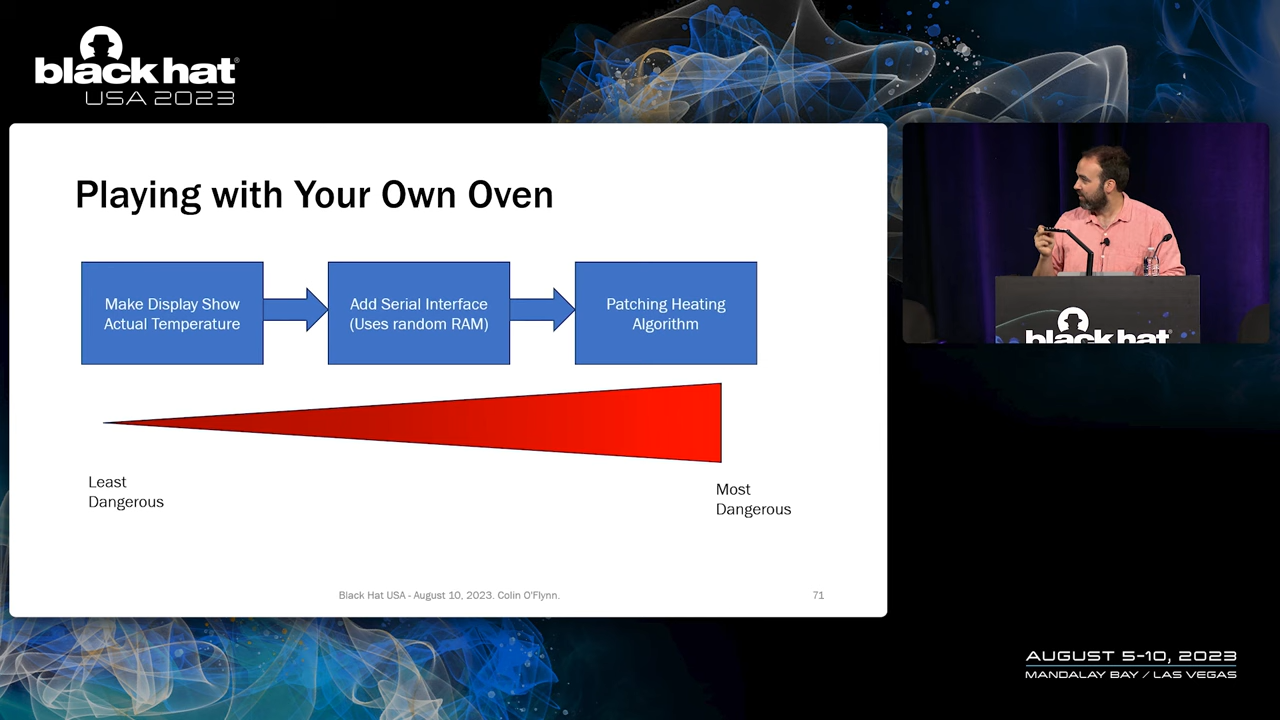 blackhat®
USA 2023
Playing with Your Own Oven
Make Display Show
Actual Temperature
Add Serial Interface
(Uses random RAM)
Patching Heating
Algorithm
Least
Dangerous
Most
Dangerous
Black Hat USA - August 10, 2023. Colin O'Flynn.
71
black hat
AUGUST 5-10, 2023
MANDALAY BAY / LAS VEGAS